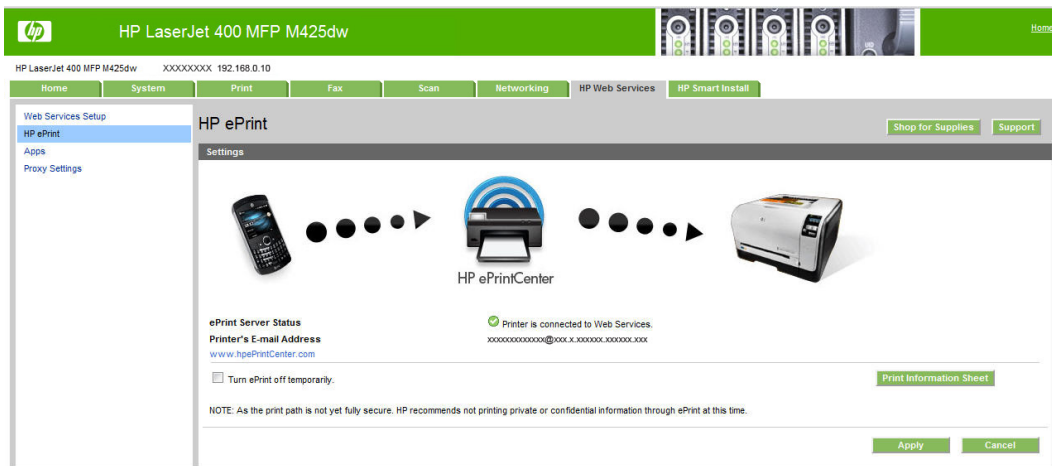 hp
HP LaserJet 400 MFP M425dw
Home
HP LaserJet 400 MFP M425dw XXXXXXXX 192.168.0.10
Home System Print Fax Scan Networking HP Web Services HP Smart Install
Web Services Setup
HP ePrint
Apps
Proxy Settings
HP ePrint
Shop for Supplies Support
Settings
HP ePrintCenter
ePrint Server Status Printer is connected to Web Services.
Printer's E-mail Address xxxxxxxxxxxxx@xxx.x.xxxxxx.xxxxxx.xxx
www.hpePrintCenter.com
Turn ePrint off temporarily. Print Information Sheet
NOTE: As the print path is not yet fully secure. HP recommends not printing private or confidential information through ePrint at this time.
Apply Cancel